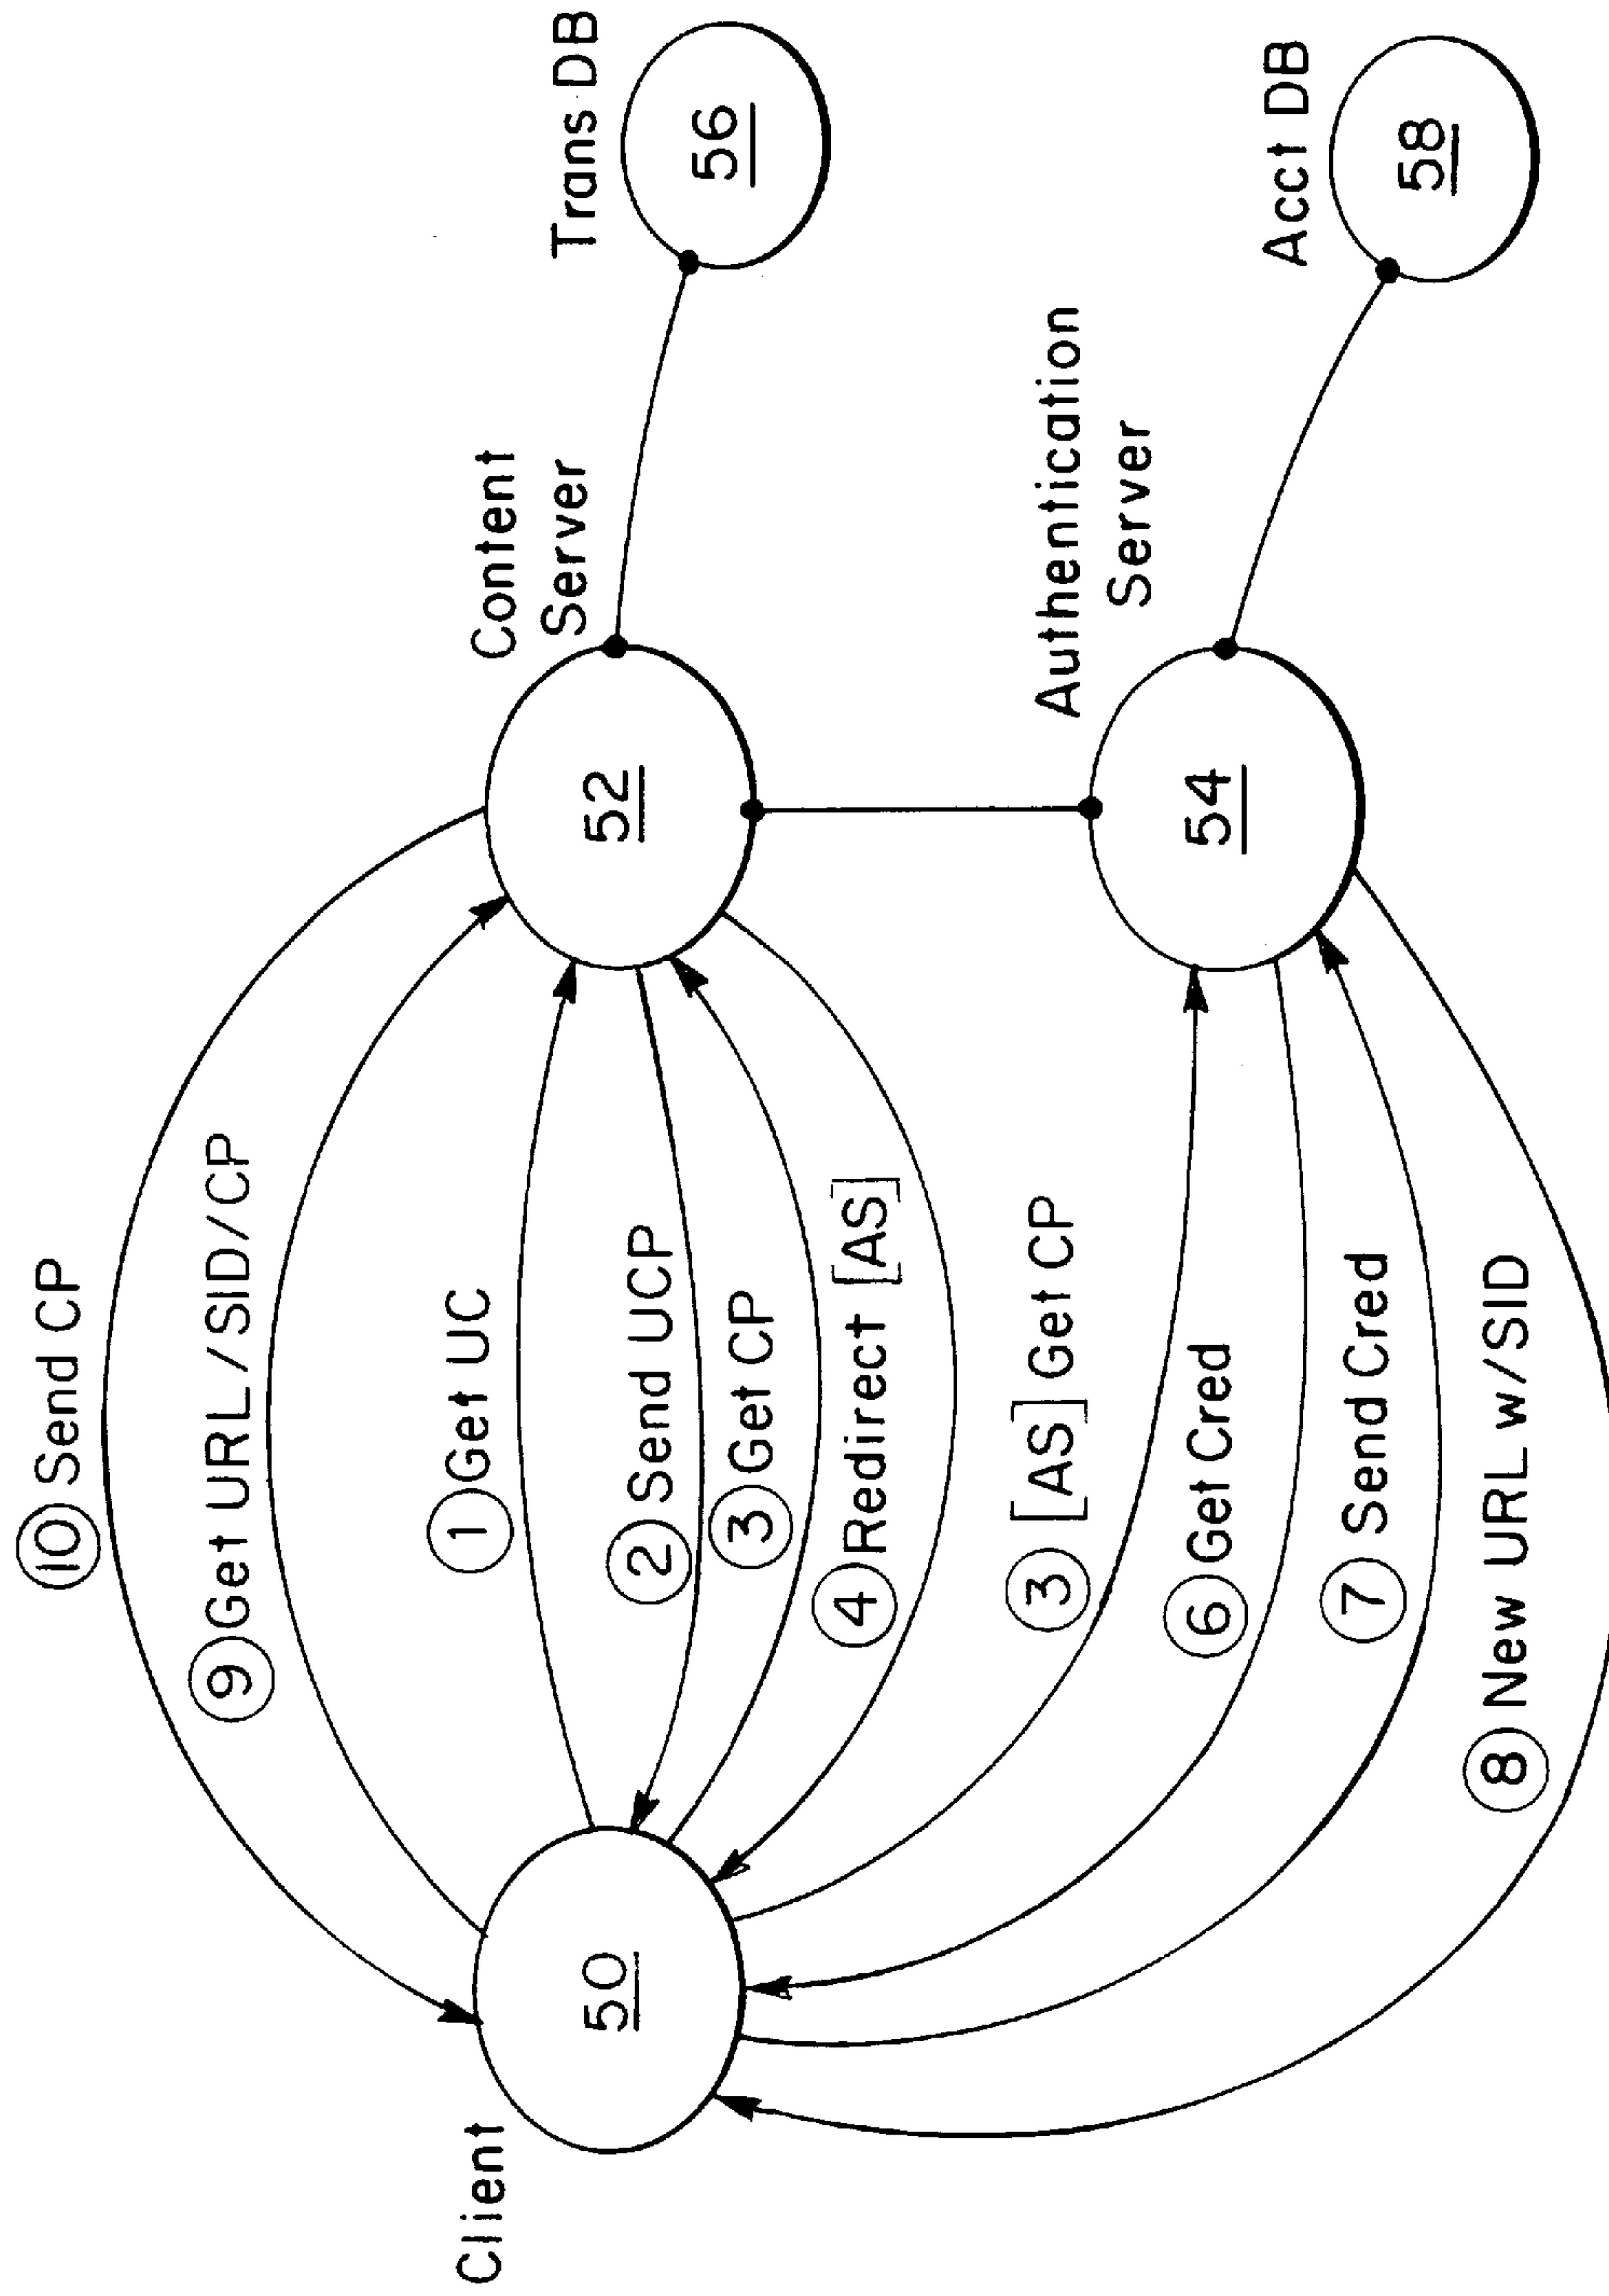 ⑩ Send CP
⑨ Get URL/SID/CP
① Get UC
② Send UCP
③ Get CP
④ Redirect [AS]
③ [AS] Get CP
⑥ Get Cred
⑦ Send Cred
⑧ New URL w/SID
Client
50
Content
Server
52
Trans DB
56
Authentication
Server
54
Acct DB
58